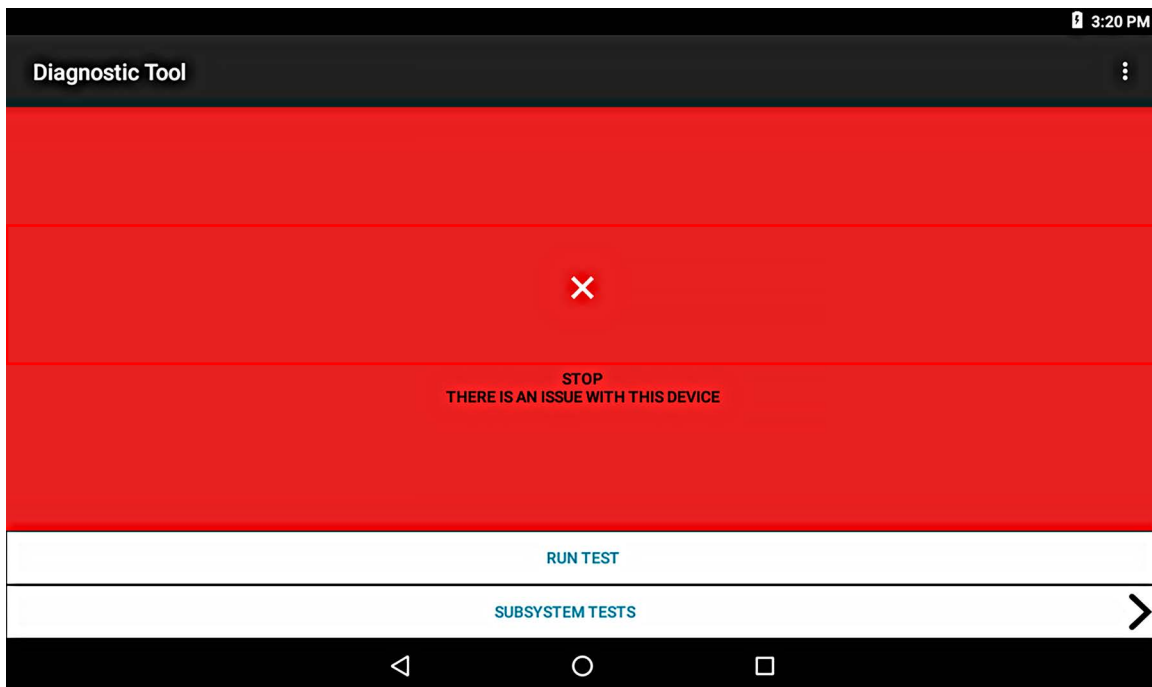 3:20 PM
Diagnostic Tool
STOP
THERE IS AN ISSUE WITH THIS DEVICE
RUN TEST
SUBSYSTEM TESTS